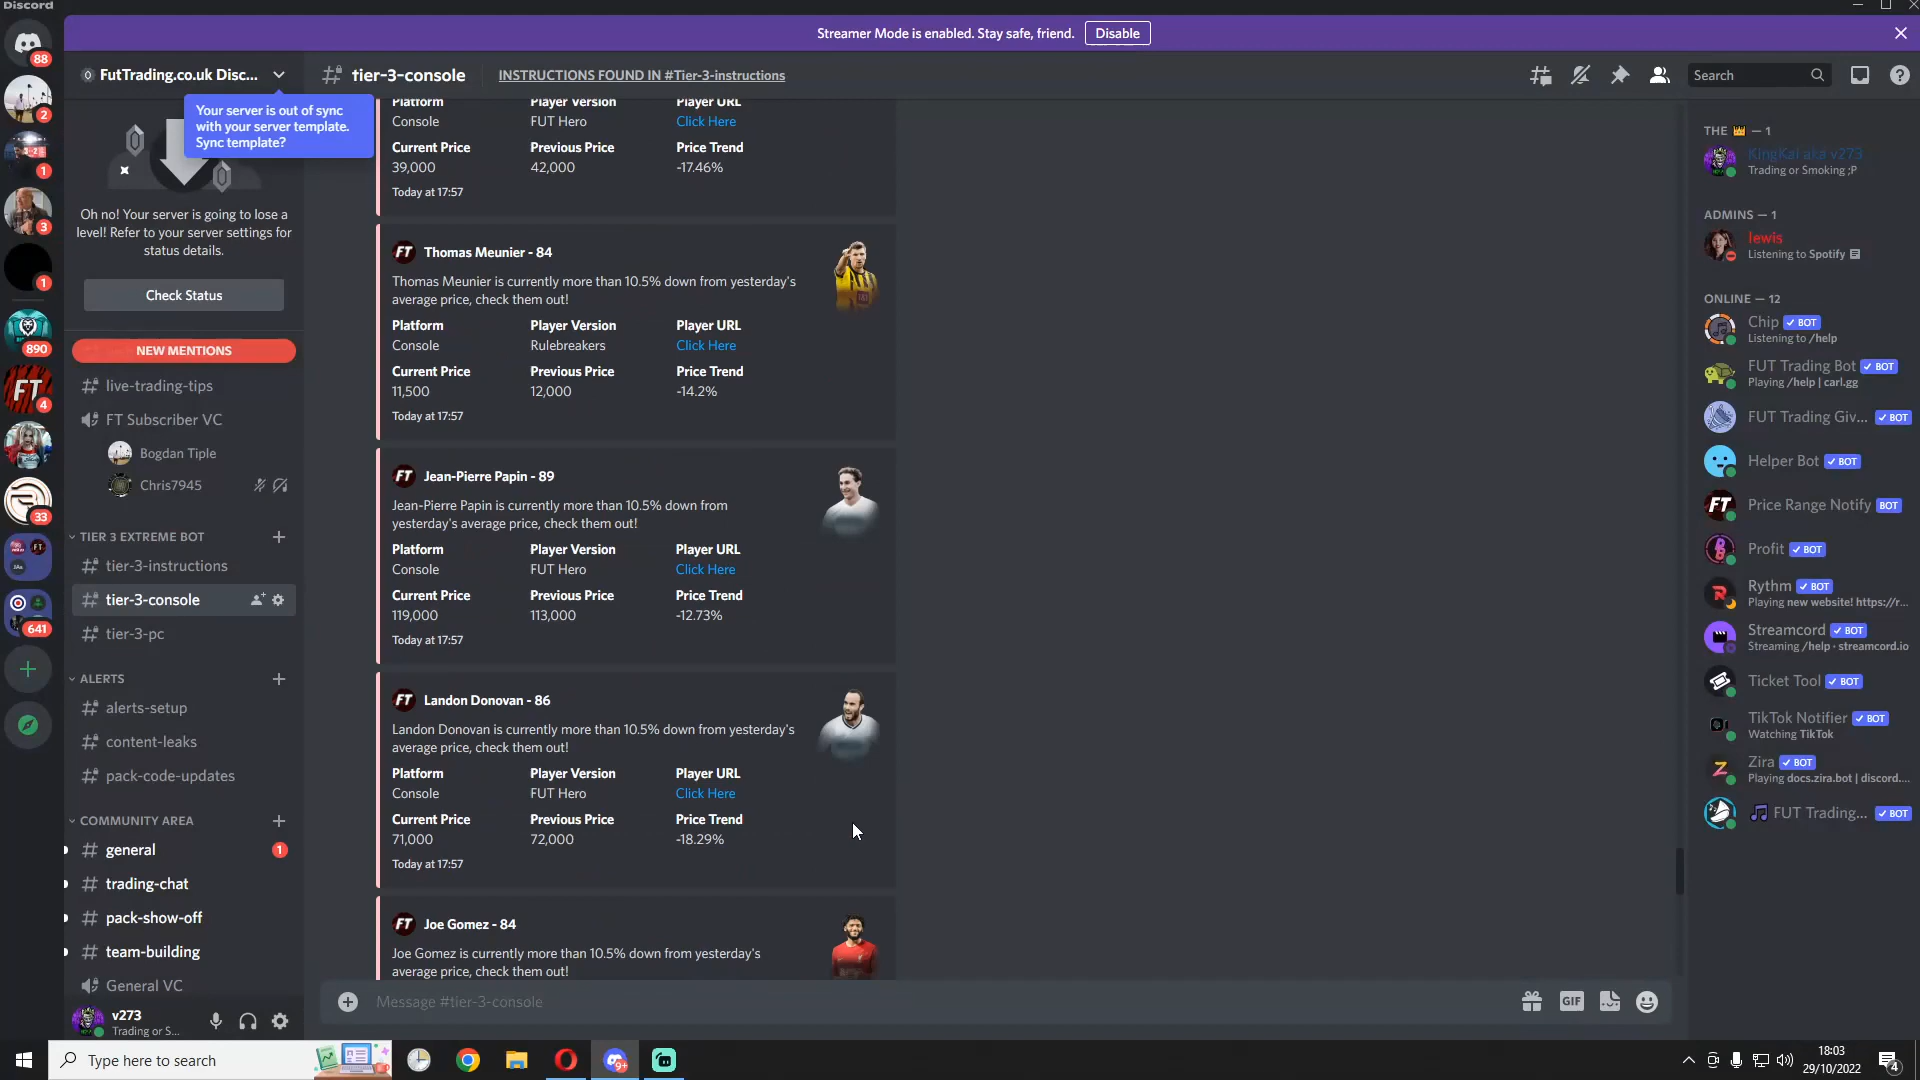 Discord
Streamer Mode is enabled. Stay safe, friend.
Disable
88
2
1
3
1
890
FT
4
33
641
FutTrading.co.uk Disc...
Your server is out of sync
with your server template.
Sync template?
Oh no! Your server is going to lose a
level! Refer to your server settings for
status details.
Check Status
NEW MENTIONS
live-trading-tips
FT Subscriber VC
Bogdan Tiple
Chris7945
TIER 3 EXTREME BOT
tier-3-instructions
tier-3-console
tier-3-pc
ALERTS
alerts-setup
content-leaks
pack-code-updates
COMMUNITY AREA
general
1
trading-chat
pack-show-off
team-building
General VC
v273
Trading or S...
tier-3-console
INSTRUCTIONS FOUND IN #Tier-3-instructions
Search
Platform Player Version Player URL
Console FUT Hero Click Here
Current Price Previous Price Price Trend
39,000 42,000 -17.46%
Today at 17:57
FT Thomas Meunier - 84
Thomas Meunier is currently more than 10.5% down from yesterday's
average price, check them out!
Platform Player Version Player URL
Console Rulebreakers Click Here
Current Price Previous Price Price Trend
11,500 12,000 -14.2%
Today at 17:57
FT Jean-Pierre Papin - 89
Jean-Pierre Papin is currently more than 10.5% down from
yesterday's average price, check them out!
Platform Player Version Player URL
Console FUT Hero Click Here
Current Price Previous Price Price Trend
119,000 113,000 -12.73%
Today at 17:57
FT Landon Donovan - 86
Landon Donovan is currently more than 10.5% down from yesterday's
average price, check them out!
Platform Player Version Player URL
Console FUT Hero Click Here
Current Price Previous Price Price Trend
71,000 72,000 -18.29%
Today at 17:57
FT Joe Gomez - 84
Joe Gomez is currently more than 10.5% down from yesterday's
average price, check them out!
Message #tier-3-console
GIF
THE 👑 — 1
KingKal aka v273
Trading or Smoking ;P
ADMINS — 1
lewis
Listening to Spotify
ONLINE — 12
Chip ✓ BOT
Listening to /help
FUT Trading Bot ✓ BOT
Playing /help | carl.gg
FUT Trading Giv... ✓ BOT
Helper Bot ✓ BOT
FT
Price Range Notify BOT
Profit ✓ BOT
Rythm ✓ BOT
Playing new website! https://r...
Streamcord ✓ BOT
Streaming /help · streamcord.io
Ticket Tool ✓ BOT
TikTok Notifier ✓ BOT
Watching TikTok
Zira ✓ BOT
Playing docs.zira.bot | discord....
🎵 FUT Trading... ✓ BOT
Type here to search
9+
18:03
29/10/2022
4